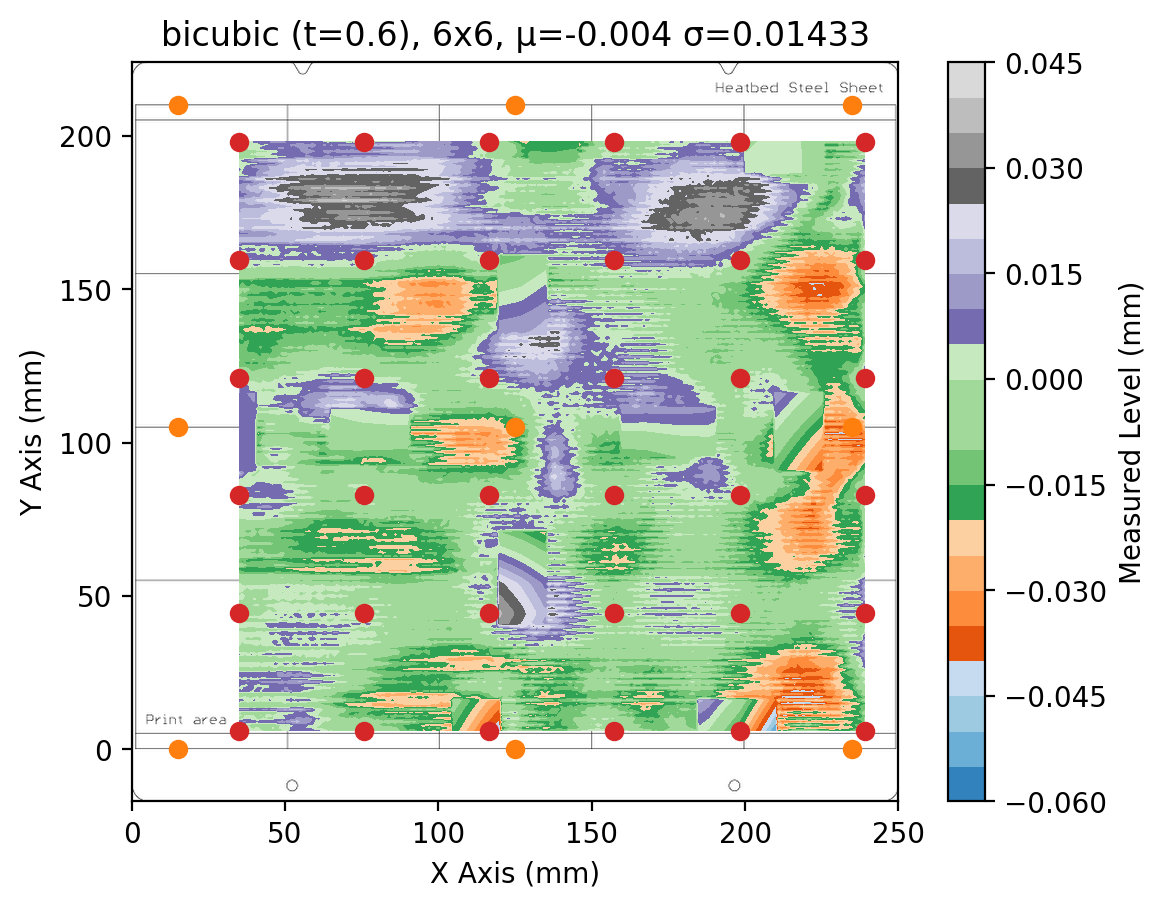 bicubic (t=0.6), 6x6, μ=-0.004 σ=0.01433
Heatbed Steel Sheet
Print area
200
150
100
50
0
Y Axis (mm)
0 50 100 150 200 250
X Axis (mm)
0.045
0.030
0.015
0.000
−0.015
−0.030
−0.045
−0.060
Measured Level (mm)